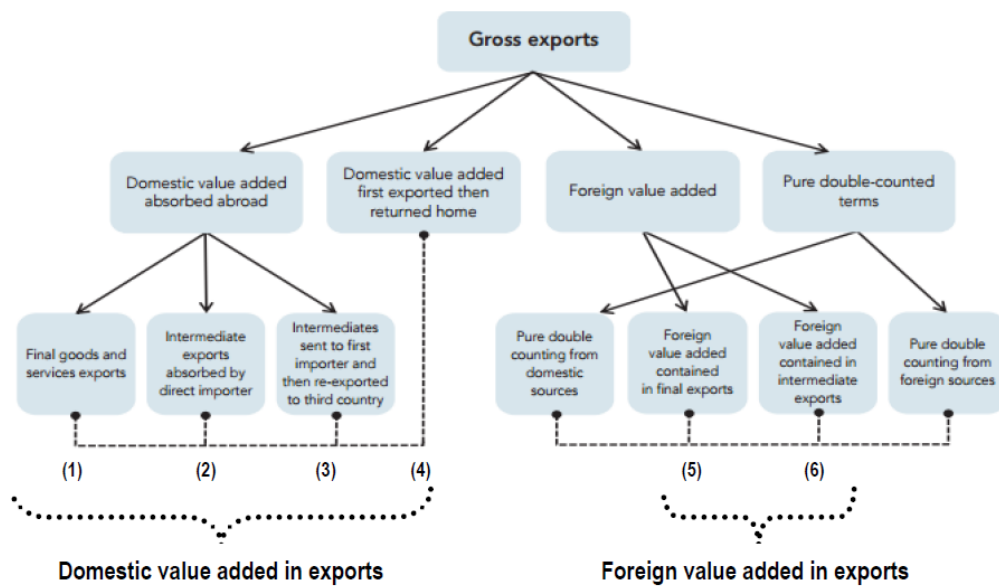 Gross exports
Domestic value added
absorbed abroad
Domestic value added
first exported then
returned home
Foreign value added
Pure double-counted
terms
Final goods and
services exports
Intermediate
exports
absorbed by
direct importer
Intermediates
sent to first
importer and
then re-exported
to third country
Pure double
counting from
domestic
sources
Foreign
value added
contained
in final exports
Foreign
value added
contained in
intermediate
exports
Pure double
counting from
foreign sources
(1)
(2)
(3)
(4)
(5)
(6)
Domestic value added in exports
Foreign value added in exports